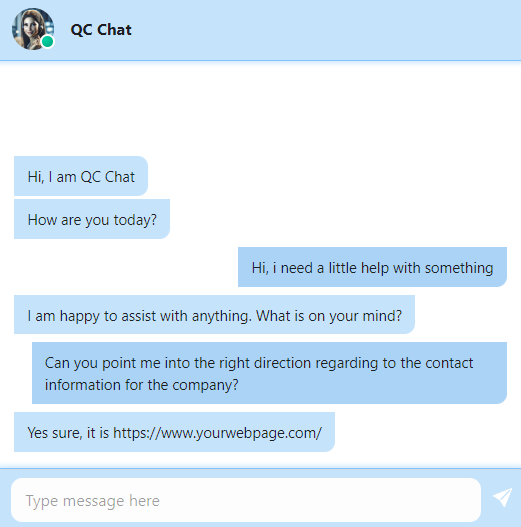 QC Chat
Hi, I am QC Chat
How are you today?
Hi, i need a little help with something
I am happy to assist with anything. What is on your mind?
Can you point me into the right direction regarding to the contact
information for the company?
Yes sure, it is https://www.yourwebpage.com/
Type message here